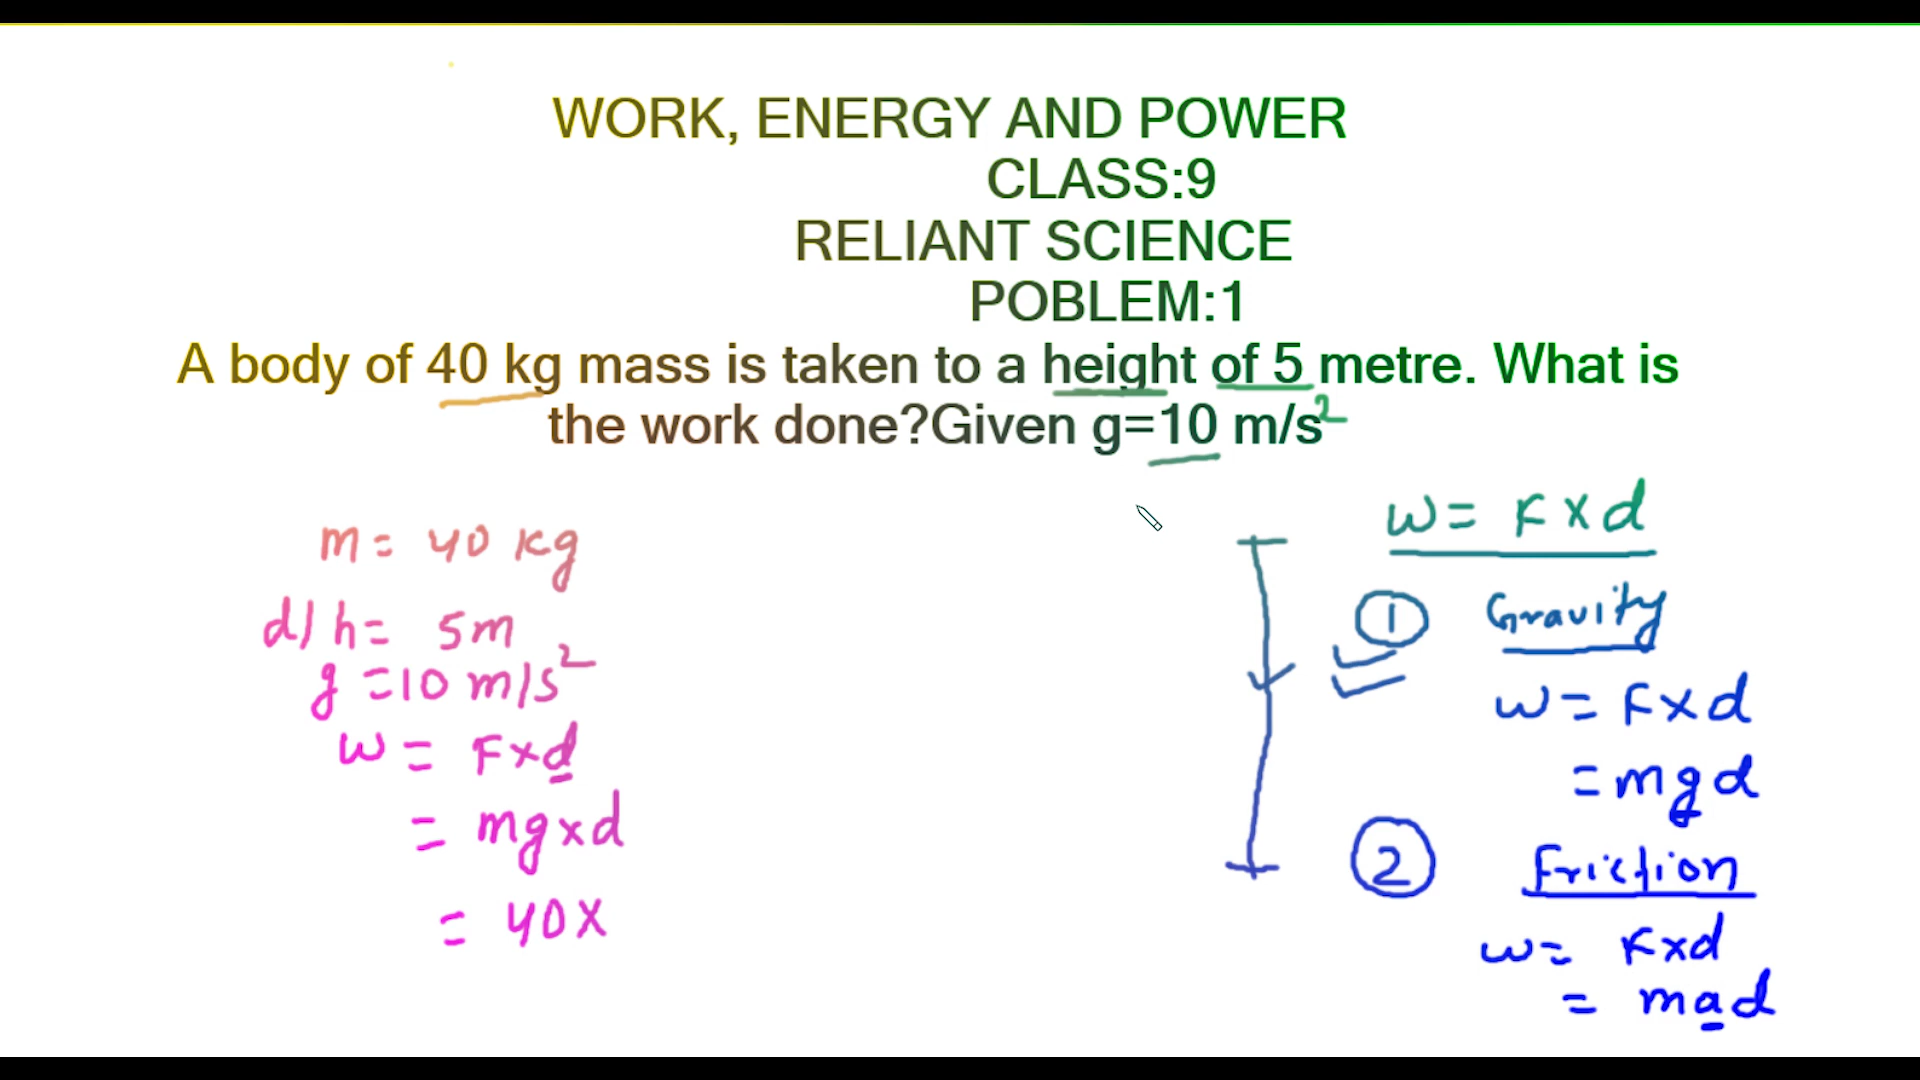 WORK, ENERGY AND POWER
CLASS:9
RELIANT SCIENCE
POBLEM:1
A body of 40 kg mass is taken to a height of 5 metre. What is
the work done?Given g=10 m/s²
m = 40 kg
d/h = 5m
g = 10 m/s²
w = F×d
= mg×d
= 40×
w = F×d
① Gravity
w = F×d
= mgd
② Friction
w = F×d
= mad